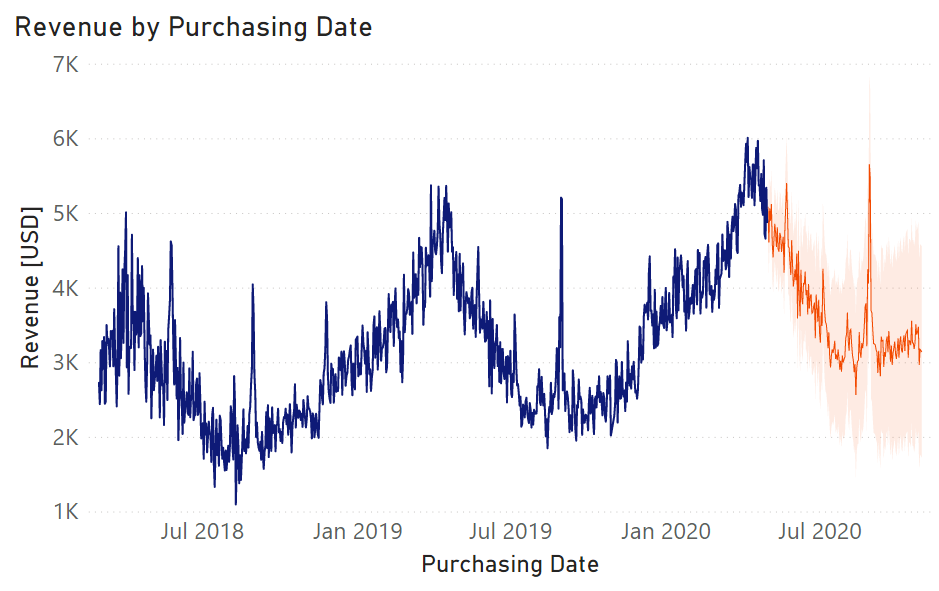 Revenue by Purchasing Date
7K
6K
5K
4K
3K
2K
1K
Revenue [USD]
Jul 2018 Jan 2019 Jul 2019 Jan 2020 Jul 2020
Purchasing Date